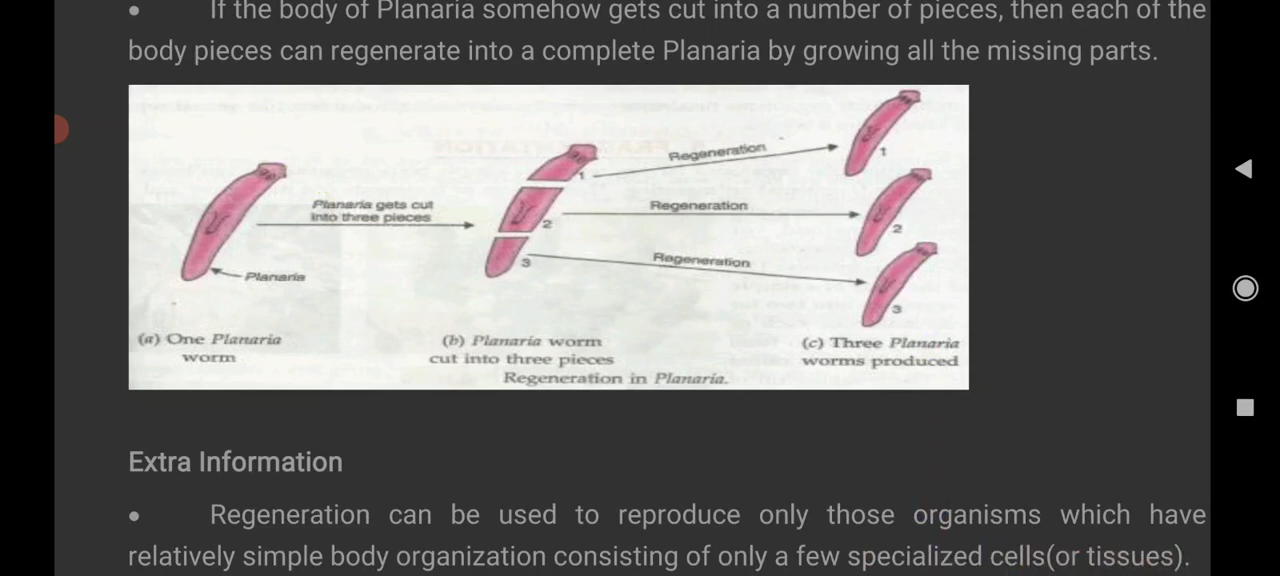 • If the body of Planaria somehow gets cut into a number of pieces, then each of the
body pieces can regenerate into a complete Planaria by growing all the missing parts.
Planaria gets cut
into three pieces
Planaria
1
2
3
Regeneration
Regeneration
Regeneration
1
2
3
(a) One Planaria
worm
(b) Planaria worm
cut into three pieces
(c) Three Planaria
worms produced
Regeneration in Planaria.
Extra Information
• Regeneration can be used to reproduce only those organisms which have
relatively simple body organization consisting of only a few specialized cells(or tissues).